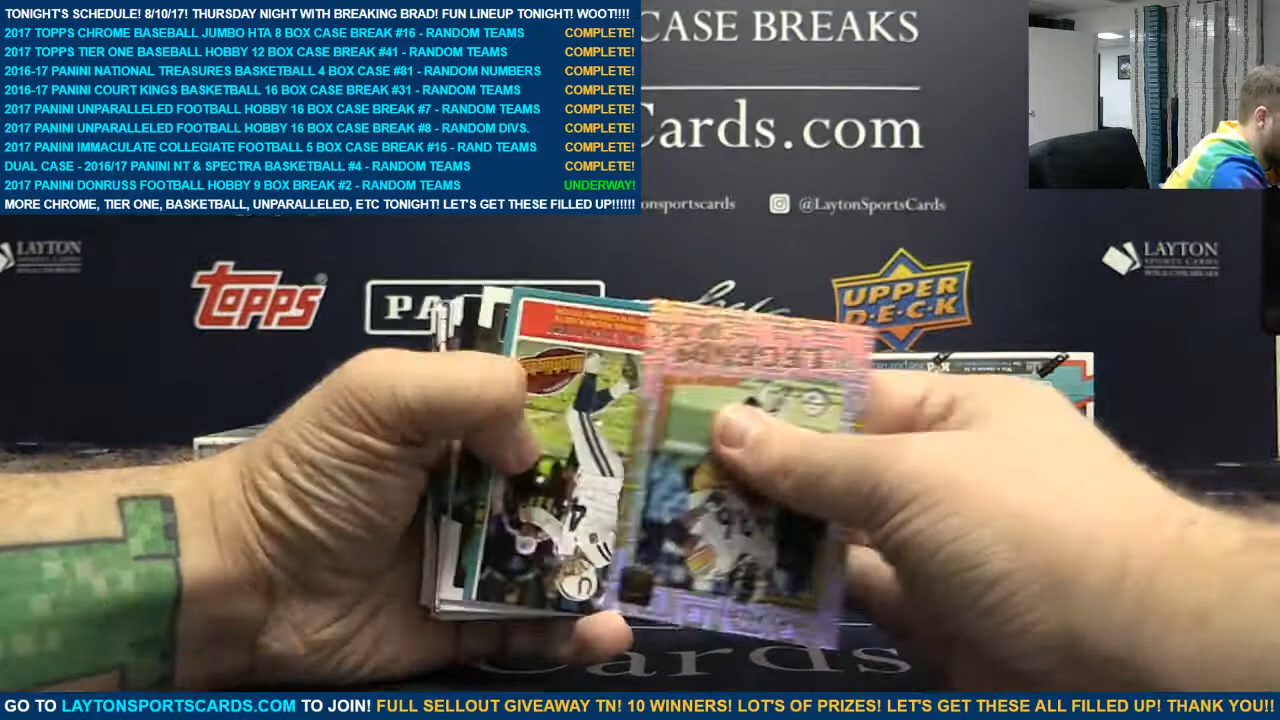 TONIGHT'S SCHEDULE! 8/10/17! THURSDAY NIGHT WITH BREAKING BRAD! FUN LINEUP TONIGHT! WOOT!!!!
2017 TOPPS CHROME BASEBALL JUMBO HTA 8 BOX CASE BREAK #16 - RANDOM TEAMS COMPLETE!
2017 TOPPS TIER ONE BASEBALL HOBBY 12 BOX CASE BREAK #41 - RANDOM TEAMS COMPLETE!
2016-17 PANINI NATIONAL TREASURES BASKETBALL 4 BOX CASE #81 - RANDOM NUMBERS COMPLETE!
2016-17 PANINI COURT KINGS BASKETBALL 16 BOX CASE BREAK #31 - RANDOM TEAMS COMPLETE!
2017 PANINI UNPARALLELED FOOTBALL HOBBY 16 BOX CASE BREAK #7 - RANDOM TEAMS COMPLETE!
2017 PANINI UNPARALLELED FOOTBALL HOBBY 16 BOX CASE BREAK #8 - RANDOM DIVS. COMPLETE!
2017 PANINI IMMACULATE COLLEGIATE FOOTBALL 5 BOX CASE BREAK #15 - RAND TEAMS COMPLETE!
DUAL CASE - 2016/17 PANINI NT & SPECTRA BASKETBALL #4 - RANDOM TEAMS COMPLETE!
2017 PANINI DONRUSS FOOTBALL HOBBY 9 BOX BREAK #2 - RANDOM TEAMS UNDERWAY!
MORE CHROME, TIER ONE, BASKETBALL, UNPARALLELED, ETC TONIGHT! LET'S GET THESE FILLED UP!!!!!!
CASE BREAKS
Cards.com
onsportscards @LaytonSportsCards
LAYTON
LAYTON
SPORTS CARDS
topps
PA
UPPER
DECK
LEGENDS
Cards
GO TO LAYTONSPORTSCARDS.COM TO JOIN! FULL SELLOUT GIVEAWAY TN! 10 WINNERS! LOT'S OF PRIZES! LET'S GET THESE ALL FILLED UP! THANK YOU!!